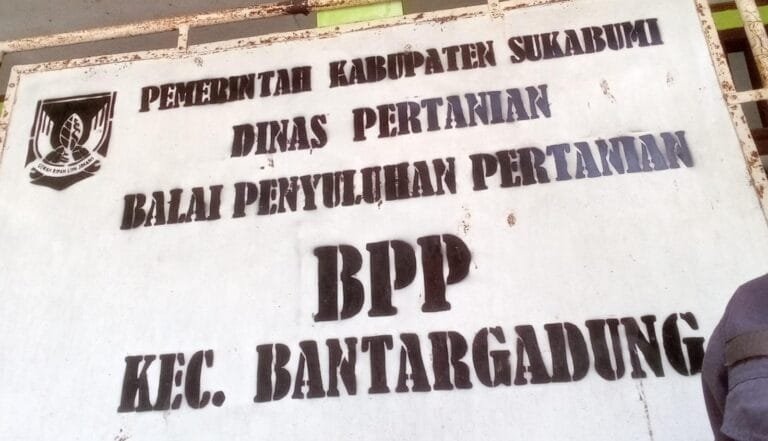 PEMERINTAH KABUPATEN SUKABUMI
DINAS PERTANIAN
BALAI PENYULUHAN PERTANIAN
BPP
KEC. BANTARGADUNG